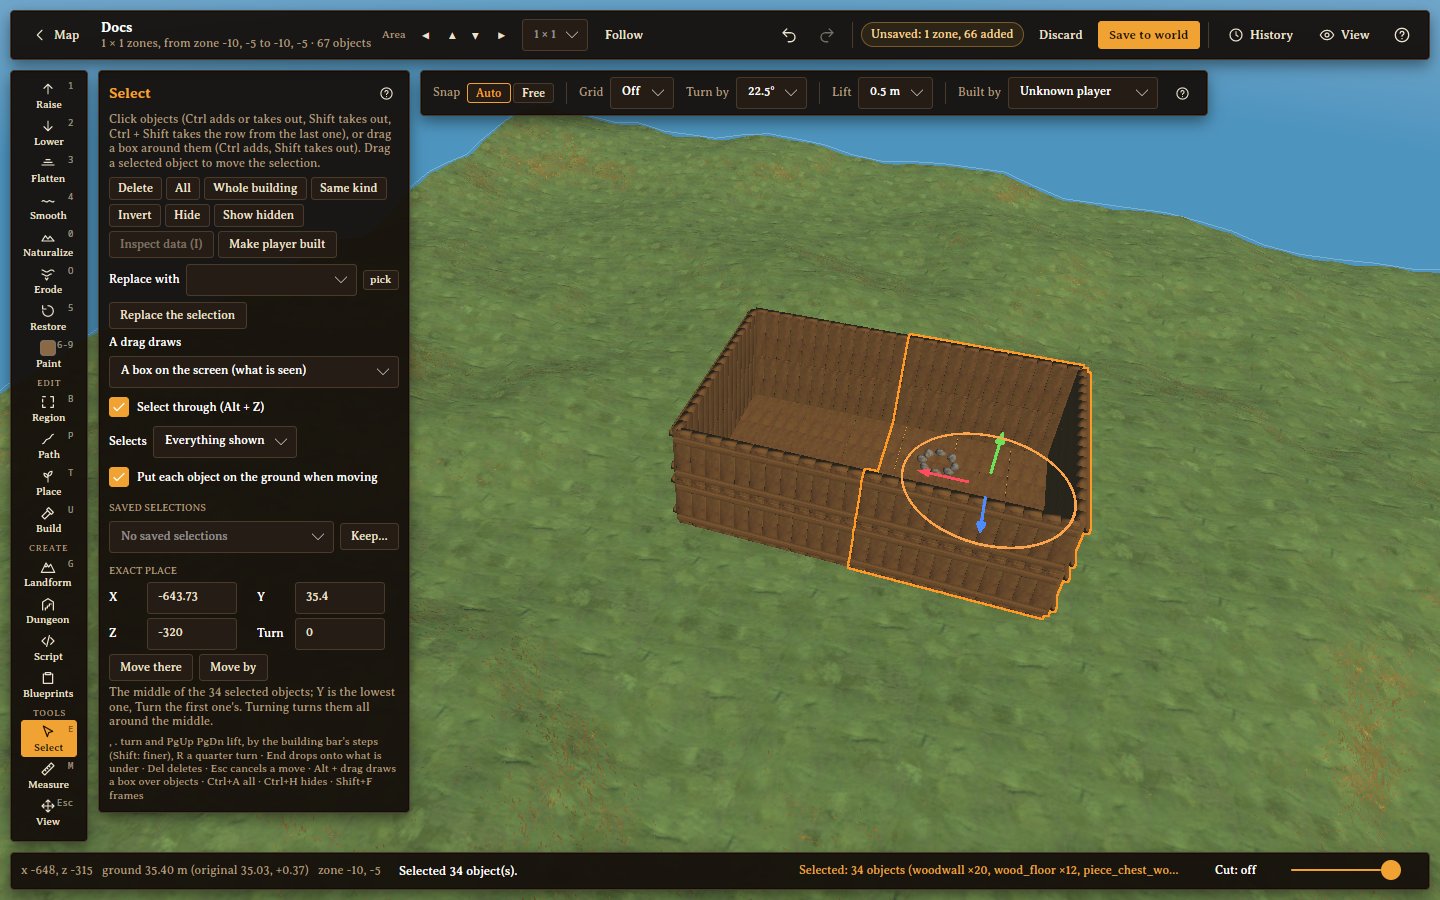 Map
Docs
1 × 1 zones, from zone -10, -5 to -10, -5 · 67 objects
Area
1 × 1
Follow
Unsaved: 1 zone, 66 added
Discard
Save to world
History
View
Snap
Auto
Free
Grid
Off
Turn by
22.5°
Lift
0.5 m
Built by
Unknown player
1
Raise
2
Lower
3
Flatten
4
Smooth
0
Naturalize
O
Erode
5
Restore
6-9
Paint
EDIT
B
Region
P
Path
T
Place
U
Build
CREATE
G
Landform
Dungeon
Script
Blueprints
TOOLS
E
Select
M
Measure
Esc
View
Select
Click objects (Ctrl adds or takes out, Shift takes out,
Ctrl + Shift takes the row from the last one), or drag
a box around them (Ctrl adds, Shift takes out). Drag
a selected object to move the selection.
Delete
All
Whole building
Same kind
Invert
Hide
Show hidden
Inspect data (I)
Make player built
Replace with
pick
Replace the selection
A drag draws
A box on the screen (what is seen)
Select through (Alt + Z)
Selects
Everything shown
Put each object on the ground when moving
SAVED SELECTIONS
No saved selections
Keep...
EXACT PLACE
X
-643.73
Y
35.4
Z
-320
Turn
0
Move there
Move by
The middle of the 34 selected objects; Y is the lowest
one, Turn the first one's. Turning turns them all
around the middle.
, . turn and PgUp PgDn lift, by the building bar's steps
(Shift: finer), R a quarter turn · End drops onto what is
under · Del deletes · Esc cancels a move · Alt + drag draws
a box over objects · Ctrl+A all · Ctrl+H hides · Shift+F
frames
x -648, z -315
ground 35.40 m (original 35.03, +0.37)
zone -10, -5
Selected 34 object(s).
Selected: 34 objects (woodwall ×20, wood_floor ×12, piece_chest_wo...
Cut: off